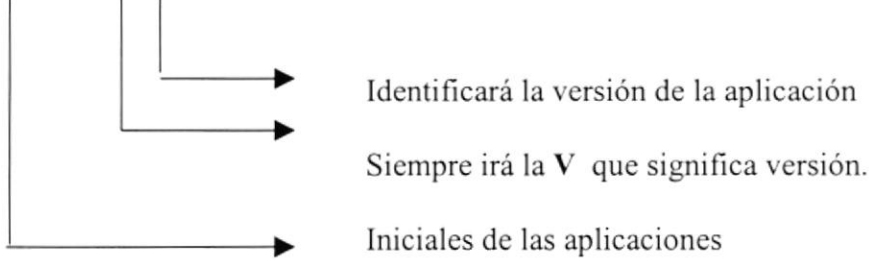 Identificará la versión de la aplicación
Siempre irá la V que significa versión.
Iniciales de las aplicaciones